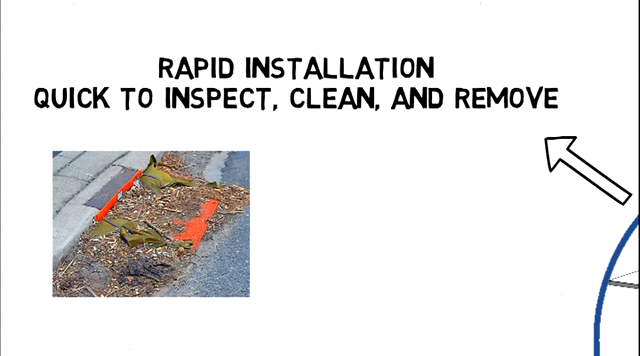 RAPID INSTALLATION
QUICK TO INSPECT, CLEAN, AND REMOVE